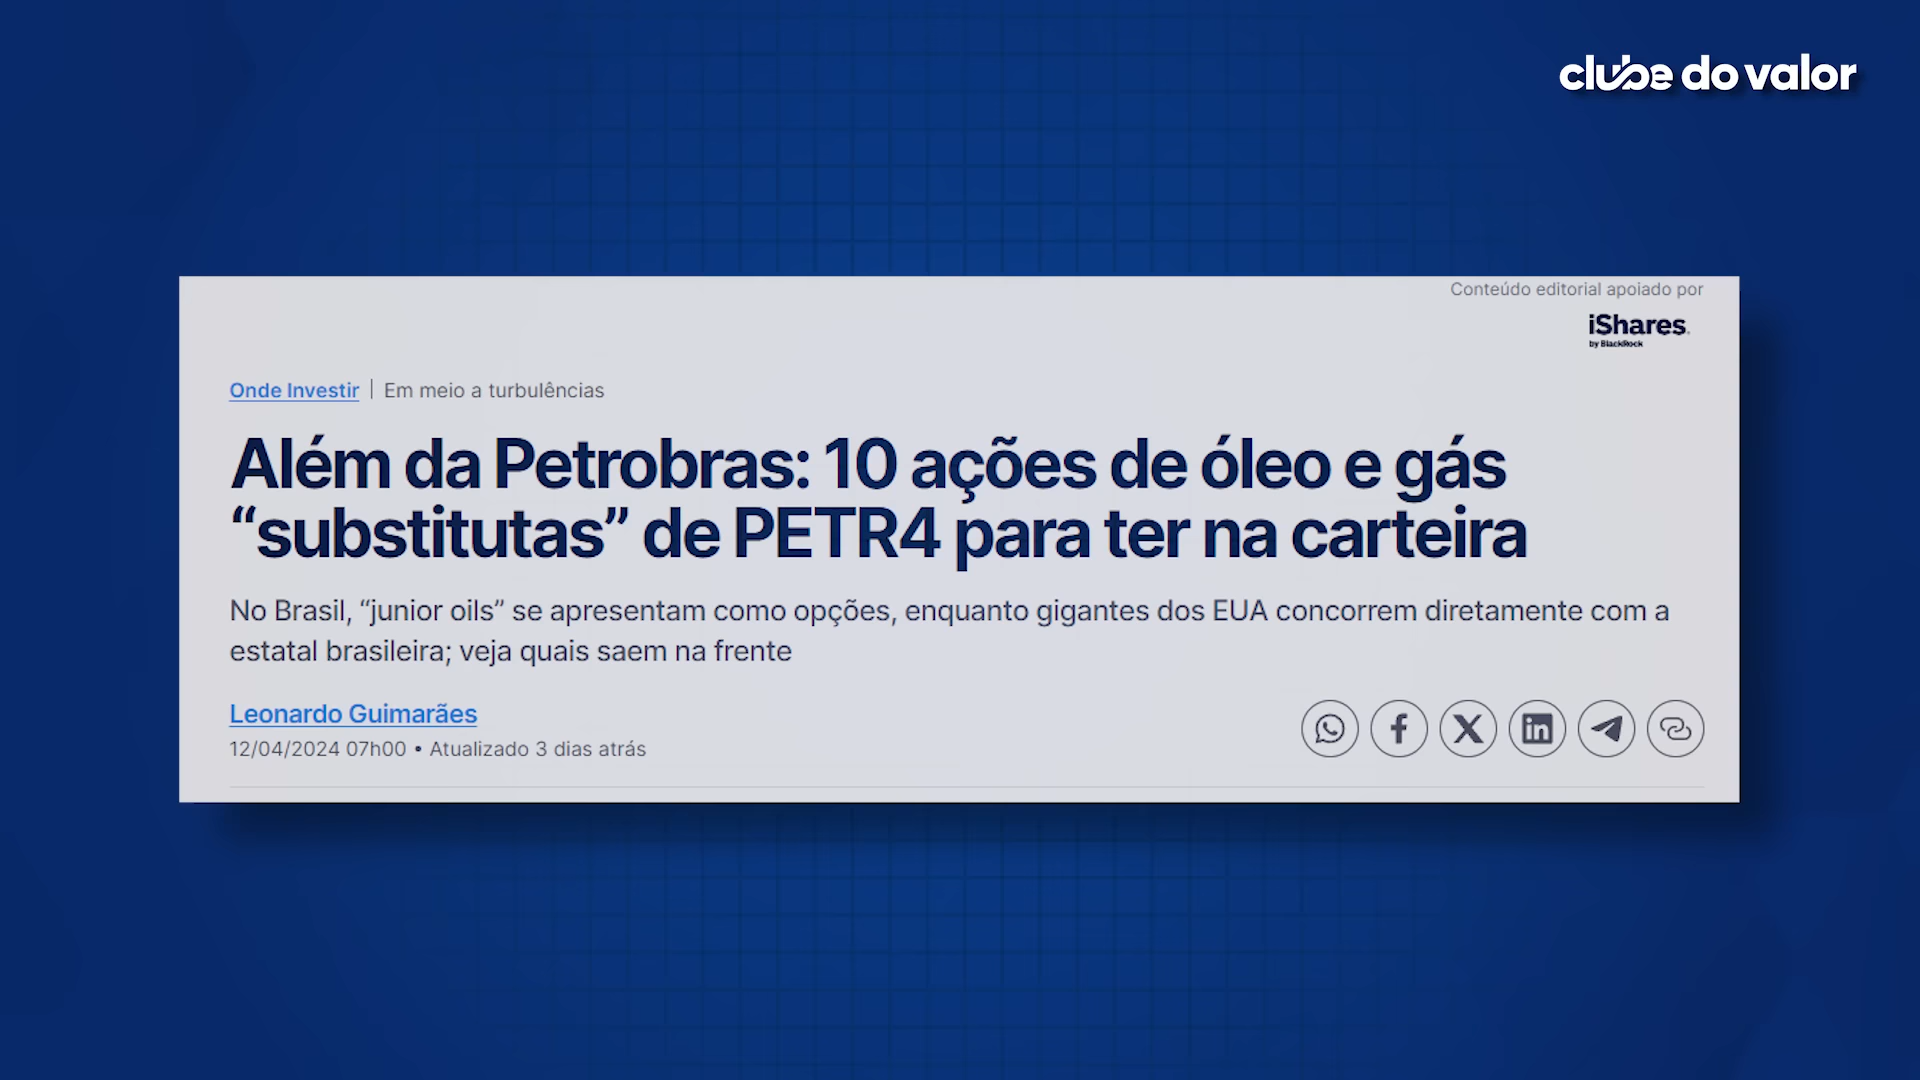 clube do valor
Conteúdo editorial apoiado por
iShares.
by BlackRock
Onde Investir | Em meio a turbulências
Além da Petrobras: 10 ações de óleo e gás
“substitutas” de PETR4 para ter na carteira
No Brasil, “junior oils” se apresentam como opções, enquanto gigantes dos EUA concorrem diretamente com a
estatal brasileira; veja quais saem na frente
Leonardo Guimarães
12/04/2024 07h00 • Atualizado 3 dias atrás